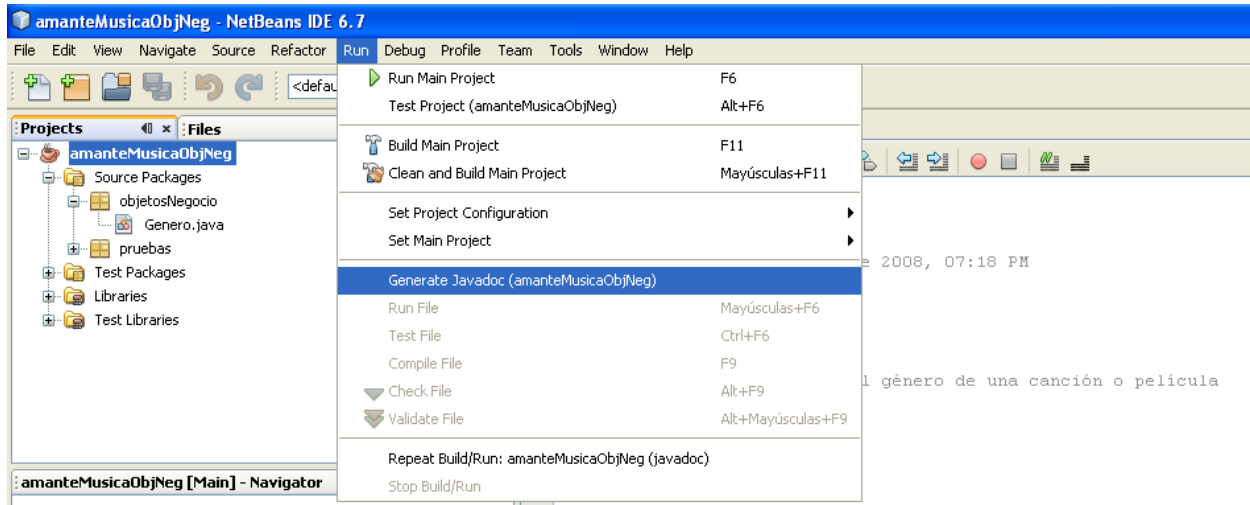 amanteMusicaObjNeg - NetBeans IDE 6.7
File Edit View Navigate Source Refactor Run Debug Profile Team Tools Window Help
<defau
Projects Files
amanteMusicaObjNeg
Source Packages
objetosNegocio
Genero.java
pruebas
Test Packages
Libraries
Test Libraries
amanteMusicaObjNeg [Main] - Navigator
Run Main Project F6
Test Project (amanteMusicaObjNeg) Alt+F6
Build Main Project F11
Clean and Build Main Project Mayúsculas+F11
Set Project Configuration
Set Main Project
Generate Javadoc (amanteMusicaObjNeg)
Run File Mayúsculas+F6
Test File Ctrl+F6
Compile File F9
Check File Alt+F9
Validate File Alt+Mayúsculas+F9
Repeat Build/Run: amanteMusicaObjNeg (javadoc)
Stop Build/Run
e 2008, 07:18 PM
l género de una canción o película